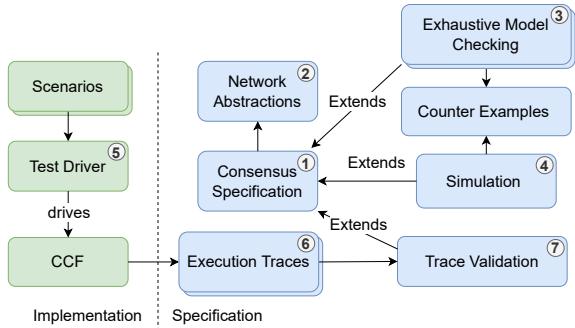 Exhaustive Model
Checking
3
Scenarios
Network
Abstractions
2
Extends
Counter Examples
Test Driver
5
Consensus
Specification
1
Extends
Simulation
4
drives
Extends
CCF
Execution Traces
6
Trace Validation
7
Implementation
Specification